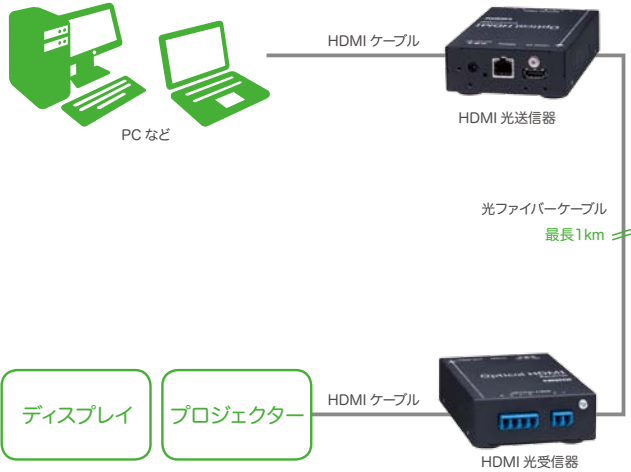 HDMI ケーブル
Optical HDMI
HDMI 光送信器
PC など
光ファイバーケーブル
最長1km
Optical HDMI
ディスプレイ
プロジェクター
HDMI ケーブル
HDMI 光受信器